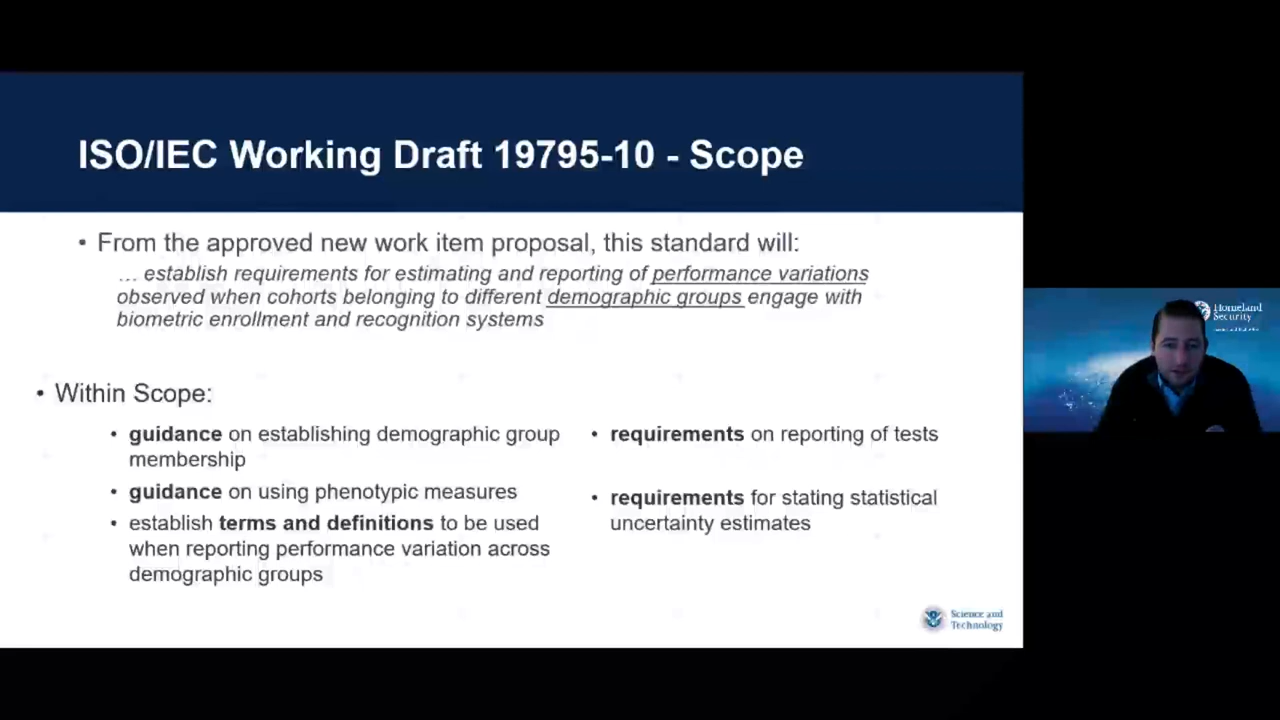 ISO/IEC Working Draft 19795-10 - Scope
• From the approved new work item proposal, this standard will:
… establish requirements for estimating and reporting of performance variations
observed when cohorts belonging to different demographic groups engage with
biometric enrollment and recognition systems
• Within Scope:
• guidance on establishing demographic group
membership
• guidance on using phenotypic measures
• establish terms and definitions to be used
when reporting performance variation across
demographic groups
• requirements on reporting of tests
• requirements for stating statistical
uncertainty estimates
Science and
Technology
Homeland
Security